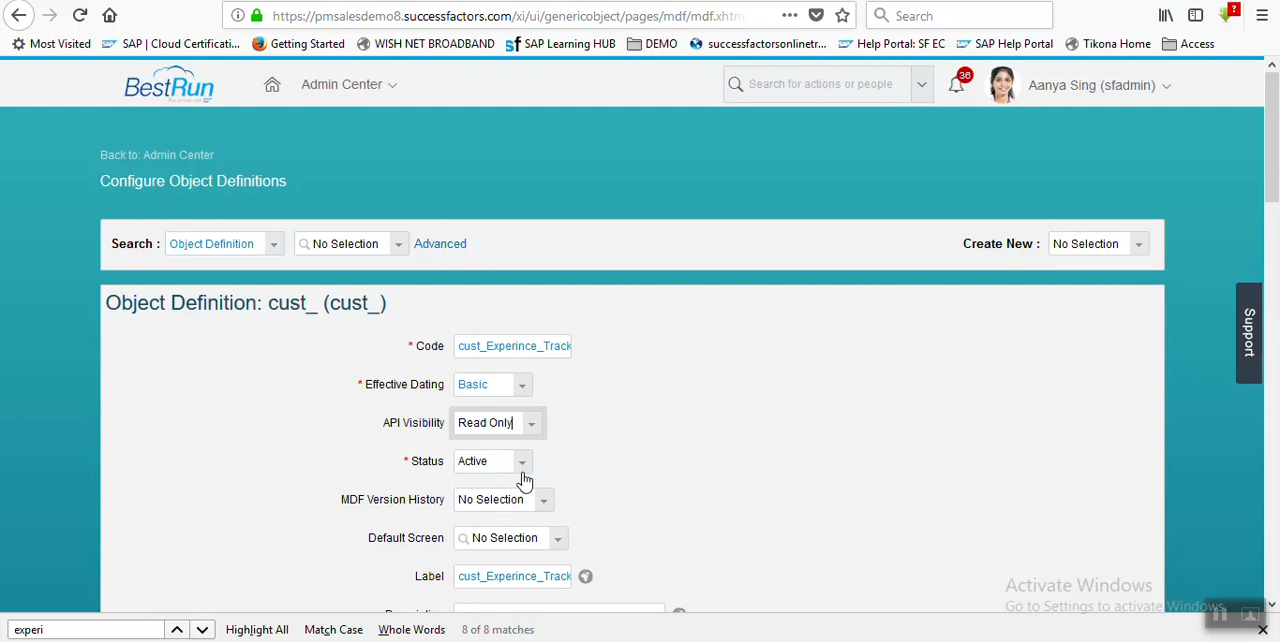 https://pmsalesdemo8.successfactors.com/xi/ui/genericobject/pages/mdf/mdf.xhtm
Search
?
Most Visited
SAP | Cloud Certificati...
Getting Started
WISH NET BROADBAND
SAP Learning HUB
DEMO
successfactorsonlinetr...
Help Portal: SF EC
SAP Help Portal
Tikona Home
Access
BestRun
Admin Center
Search for actions or people
36
Aanya Sing (sfadmin)
Back to: Admin Center
Configure Object Definitions
Search :
Object Definition
No Selection
Advanced
Create New :
No Selection
Object Definition: cust_ (cust_)
* Code
cust_Experince_Track
* Effective Dating
Basic
API Visibility
Read Only
* Status
Active
MDF Version History
No Selection
Default Screen
No Selection
Label
cust_Experince_Track
Support
Activate Windows
Go to Settings to activate Windows.
experi
Highlight All
Match Case
Whole Words
8 of 8 matches